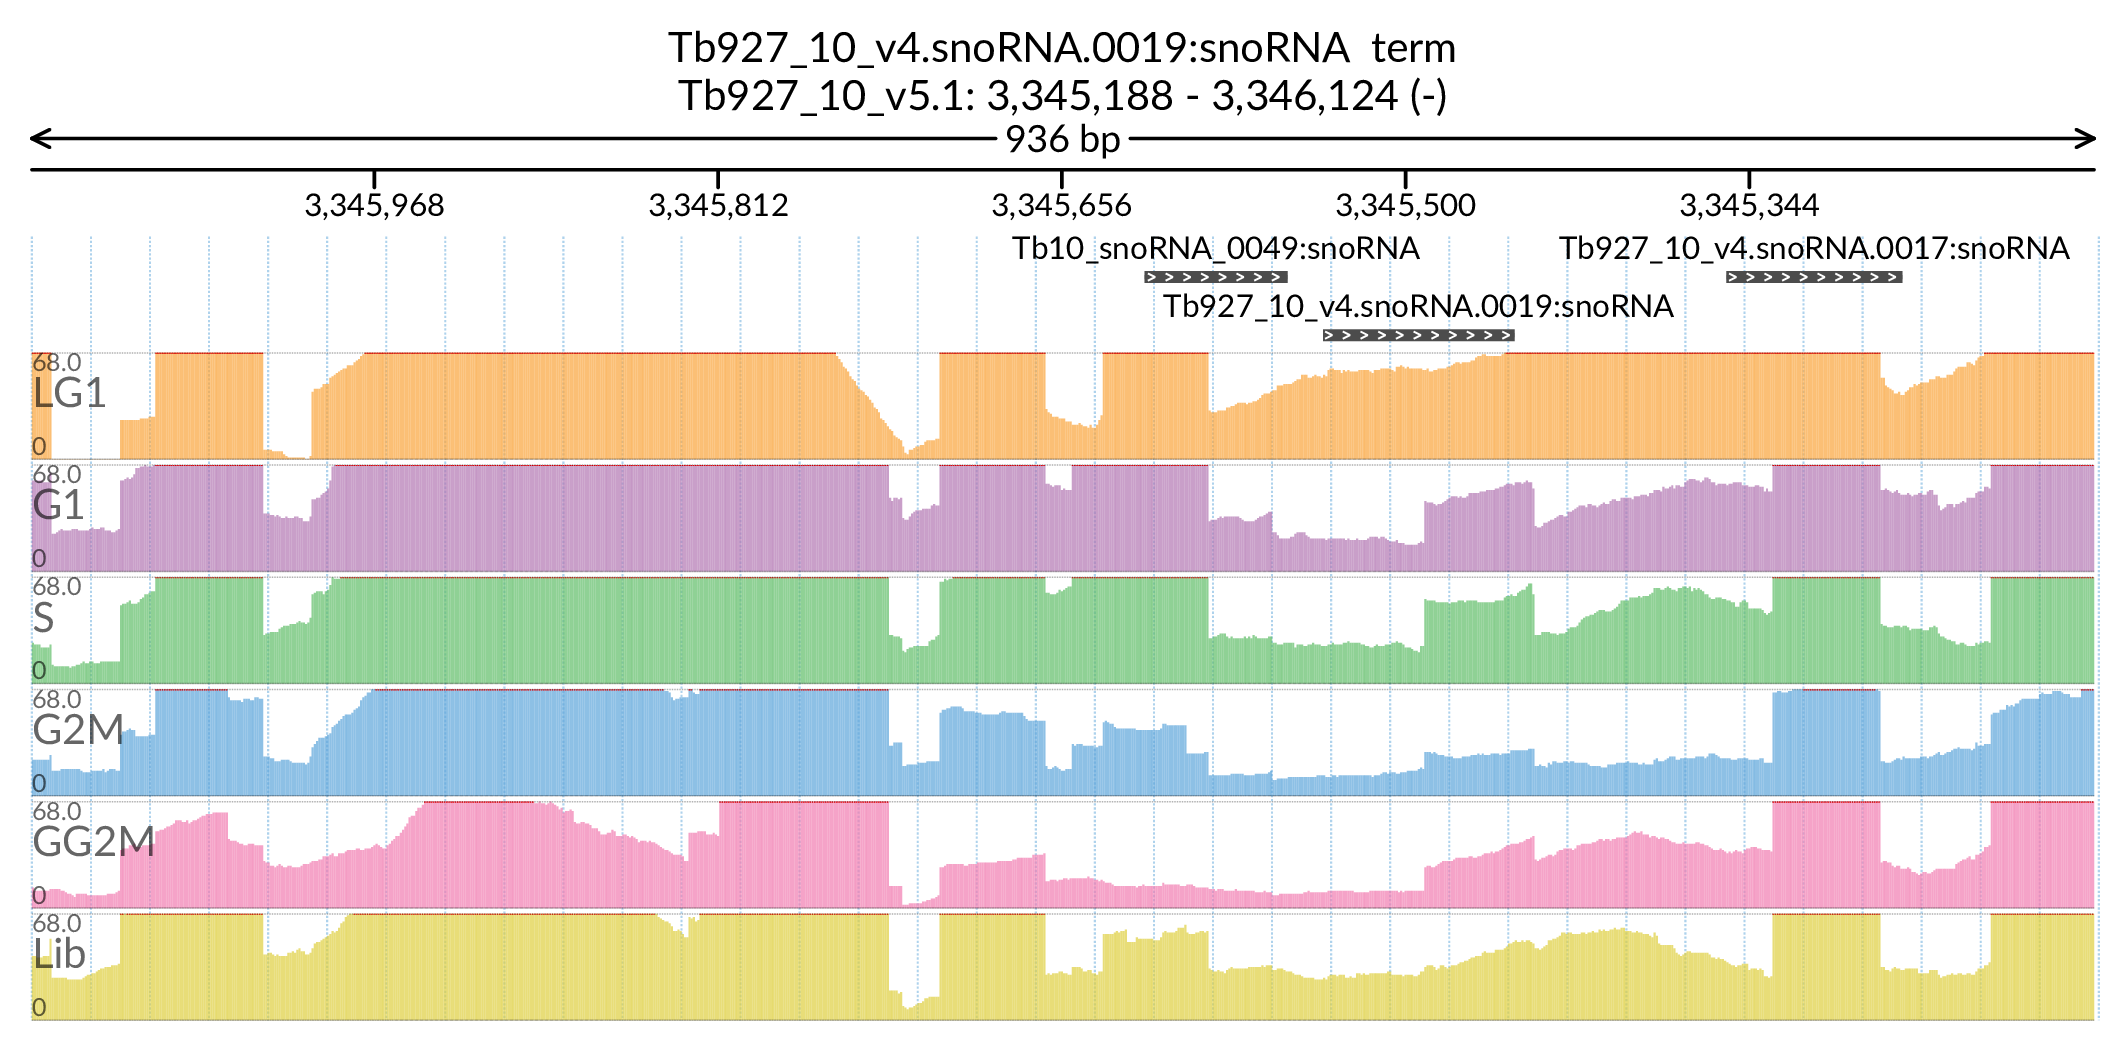 Tb927_10_v4.snoRNA.0019:snoRNA term
Tb927_10_v5.1: 3,345,188 - 3,346,124 (-)
936 bp
3,345,968 3,345,812 3,345,656 3,345,500 3,345,344
Tb10_snoRNA_0049:snoRNA Tb927_10_v4.snoRNA.0017:snoRNA
Tb927_10_v4.snoRNA.0019:snoRNA
68.0
LG1
0
68.0
G1
0
68.0
S
0
68.0
G2M
0
68.0
GG2M
0
68.0
Lib
0